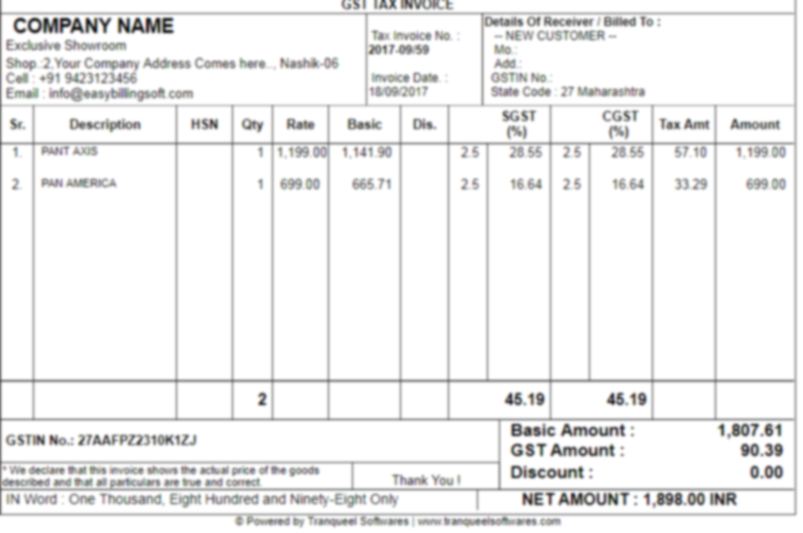 GST TAX INVOICE
COMPANY NAME
Exclusive Showroom
Shop.:2,Your Company Address Comes here.., Nashik-06
Cell : +91 9423123456
Email : info@easybillingsoft.com
Tax Invoice No. :
2017-09/59
Invoice Date. :
18/09/2017
Details Of Receiver / Billed To :
-- NEW CUSTOMER --
Mo.:
Add.:
GSTIN No.:
State Code : 27 Maharashtra
Sr. Description HSN Qty Rate Basic Dis. SGST (%) CGST (%) Tax Amt Amount
1. PANT AXIS 1 1,199.00 1,141.90 2.5 28.55 2.5 28.55 57.10 1,199.00
2. PAN AMERICA 1 699.00 665.71 2.5 16.64 2.5 16.64 33.29 699.00
2 45.19 45.19
GSTIN No.: 27AAFPZ2310K1ZJ
Basic Amount : 1,807.61
GST Amount : 90.39
Discount : 0.00
* We declare that this invoice shows the actual price of the goods
described and that all particulars are true and correct.
Thank You !
IN Word : One Thousand, Eight Hundred and Ninety-Eight Only
NET AMOUNT : 1,898.00 INR
© Powered by Tranqueel Softwares | www.tranqueelsoftwares.com